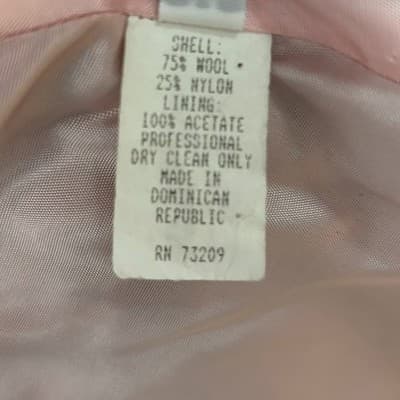 SHELL:
75% WOOL
25% NYLON
LINING:
100% ACETATE
PROFESSIONAL
DRY CLEAN ONLY
MADE IN
DOMINICAN
REPUBLIC
RN 73209